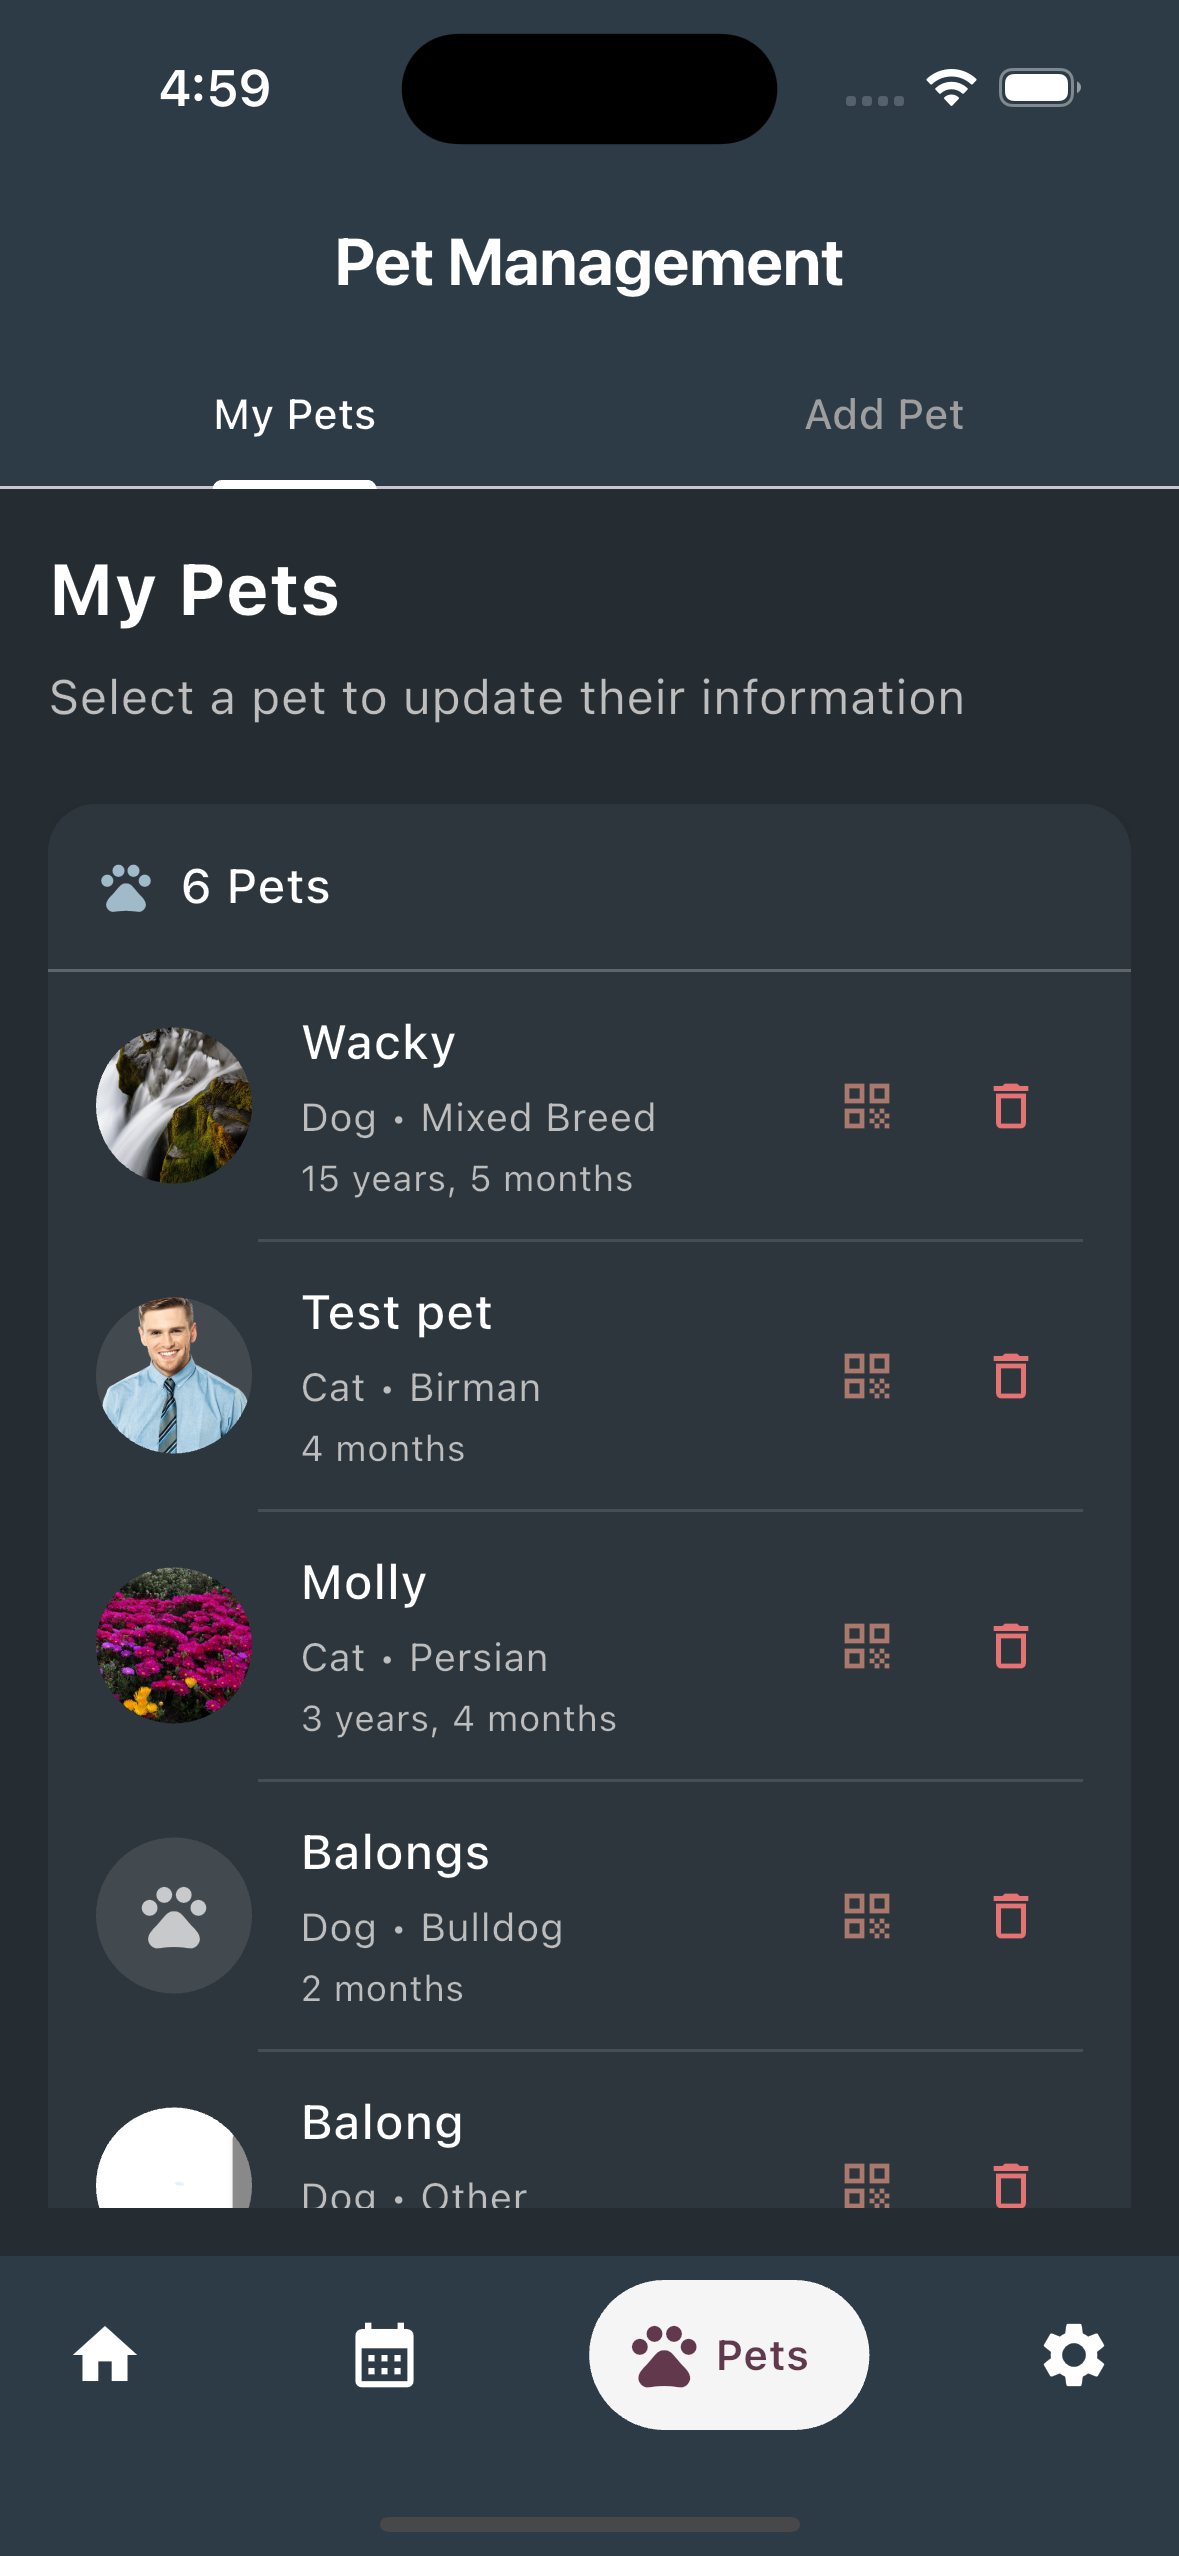 4:59
Pet Management
My Pets
Add Pet
My Pets
Select a pet to update their information
6 Pets
Wacky
Dog • Mixed Breed
15 years, 5 months
Test pet
Cat • Birman
4 months
Molly
Cat • Persian
3 years, 4 months
Balongs
Dog • Bulldog
2 months
Balong
Dog • Other
Pets